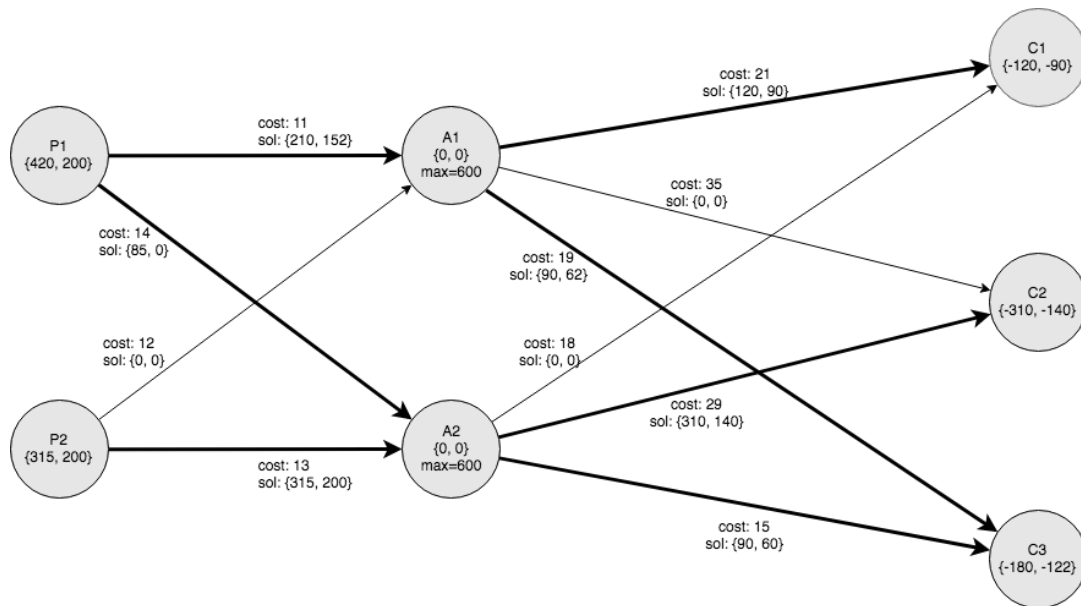 C1
{-120, -90}
cost: 21
sol: {120, 90}
cost: 11
sol: {210, 152}
P1
{420, 200}
A1
{0, 0}
max=600
cost: 35
sol: {0, 0}
cost: 14
sol: {85, 0}
cost: 19
sol: {90, 62}
C2
{-310, -140}
cost: 12
sol: {0, 0}
cost: 18
sol: {0, 0}
cost: 29
sol: {310, 140}
P2
{315, 200}
A2
{0, 0}
max=600
cost: 13
sol: {315, 200}
cost: 15
sol: {90, 60}
C3
{-180, -122}